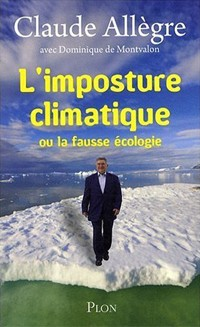 Claude Allègre
avec Dominique de Montvalon
L'imposture
climatique
ou la fausse écologie
PLON